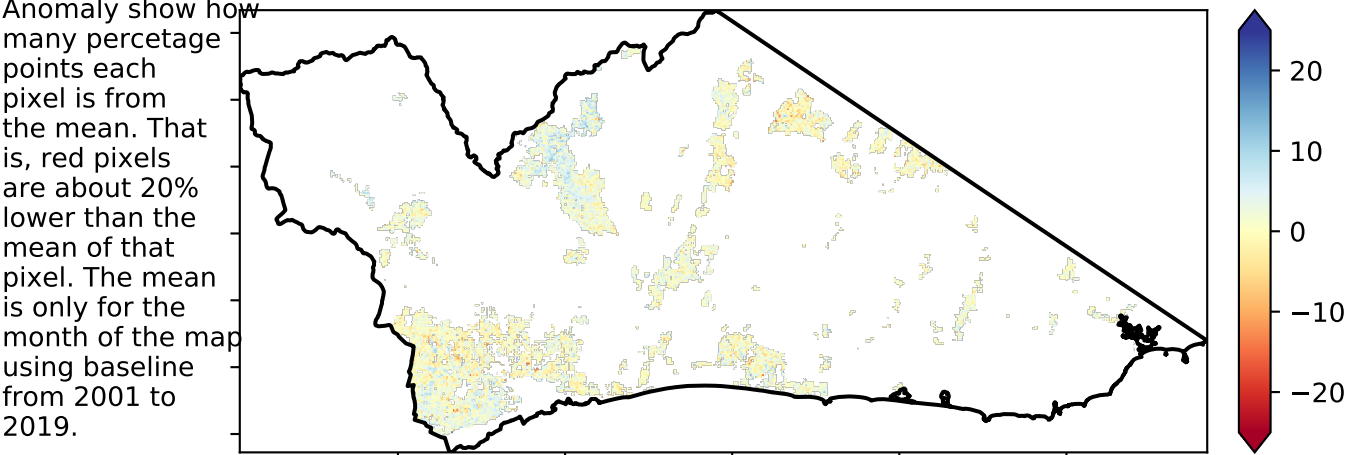 Anomaly show how
many percetage
points each
pixel is from
the mean. That
is, red pixels
are about 20%
lower than the
mean of that
pixel. The mean
is only for the
month of the map
using baseline
from 2001 to
2019.
20
10
0
−10
−20